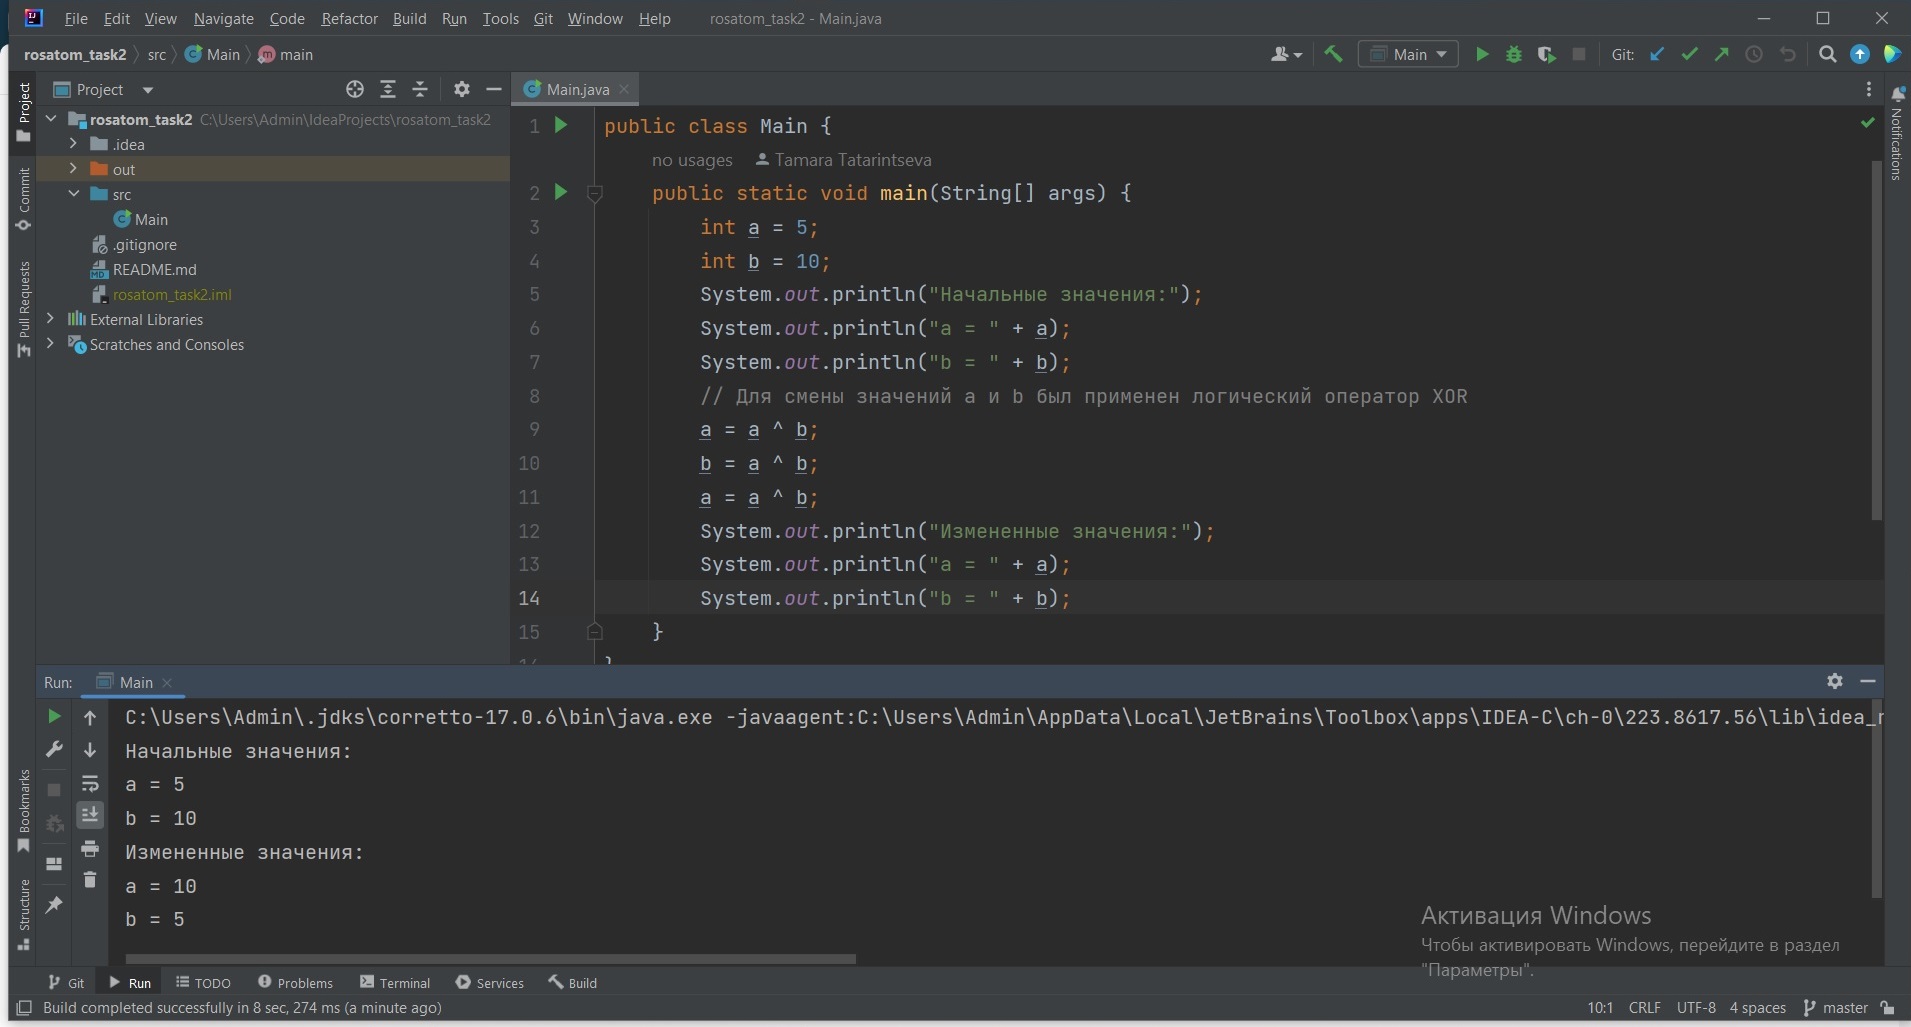 File Edit View Navigate Code Refactor Build Run Tools Git Window Help rosatom_task2 - Main.java
rosatom_task2 src Main main Main Git:
Project
Main.java
Project
Commit
Pull Requests
Bookmarks
Structure
Notifications
rosatom_task2 C:\Users\Admin\IdeaProjects\rosatom_task2
.idea
out
src
Main
.gitignore
README.md
rosatom_task2.iml
External Libraries
Scratches and Consoles
1 public class Main {
no usages Tamara Tatarintseva
2 public static void main(String[] args) {
3 int a = 5;
4 int b = 10;
5 System.out.println("Начальные значения:");
6 System.out.println("a = " + a);
7 System.out.println("b = " + b);
8 // Для смены значений a и b был применен логический оператор XOR
9 a = a ^ b;
10 b = a ^ b;
11 a = a ^ b;
12 System.out.println("Измененные значения:");
13 System.out.println("a = " + a);
14 System.out.println("b = " + b);
15 }
Run: Main
C:\Users\Admin\.jdks\corretto-17.0.6\bin\java.exe -javaagent:C:\Users\Admin\AppData\Local\JetBrains\Toolbox\apps\IDEA-C\ch-0\223.8617.56\lib\idea_r
Начальные значения:
a = 5
b = 10
Измененные значения:
a = 10
b = 5
Активация Windows
Чтобы активировать Windows, перейдите в раздел
"Параметры".
Git Run TODO Problems Terminal Services Build
Build completed successfully in 8 sec, 274 ms (a minute ago) 10:1 CRLF UTF-8 4 spaces master